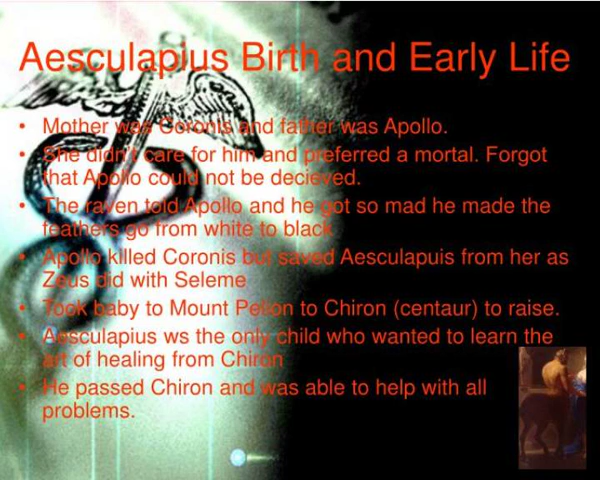 Aesculapius Birth and Early Life
• Mother was Coronis and father was Apollo.
• She didn't care for him and preferred a mortal. Forgot
that Apollo could not be decieved.
• The raven told Apollo and he got so mad he made the
feathers go from white to black
• Apollo killed Coronis but saved Aesculapuis from her as
Zeus did with Seleme
• Took baby to Mount Pelion to Chiron (centaur) to raise.
• Aesculapius ws the only child who wanted to learn the
art of healing from Chiron
• He passed Chiron and was able to help with all
problems.